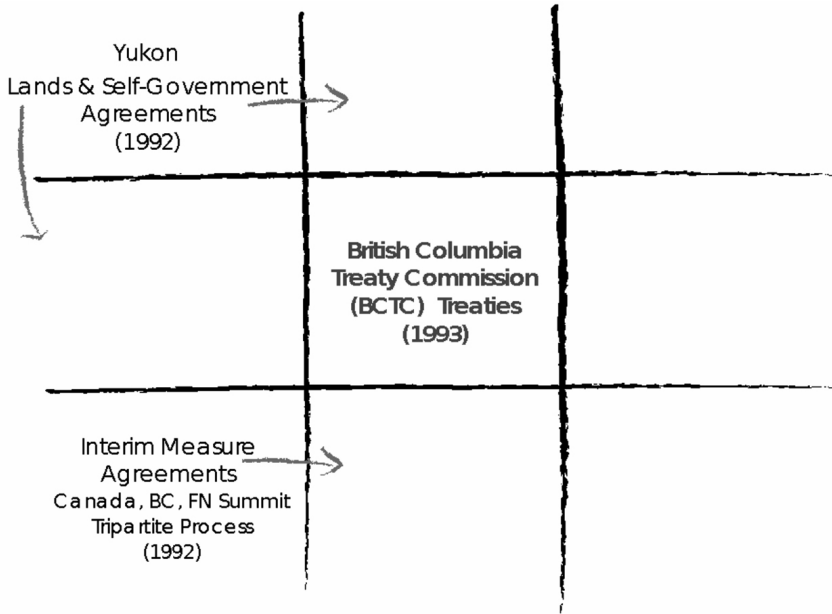 Yukon
Lands & Self-Government
Agreements
(1992)
British Columbia
Treaty Commission
(BCTC) Treaties
(1993)
Interim Measure
Agreements
Canada, BC, FN Summit
Tripartite Process
(1992)